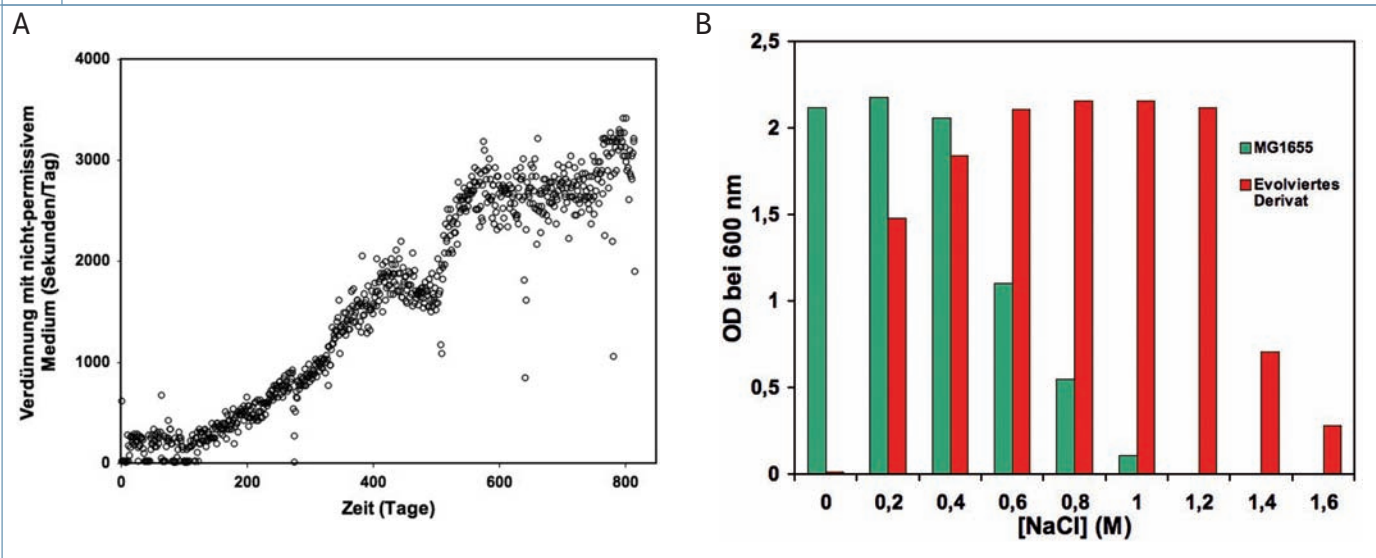 A
Verdünnung mit nicht-permissivem
Medium (Sekunden/Tag)
4000
3000
2000
1000
0
0 200 400 600 800
Zeit (Tage)
B
OD bei 600 nm
2,5
2
1,5
1
0,5
0
MG1655
Evolviertes
Derivat
0 0,2 0,4 0,6 0,8 1 1,2 1,4 1,6
[NaCl] (M)